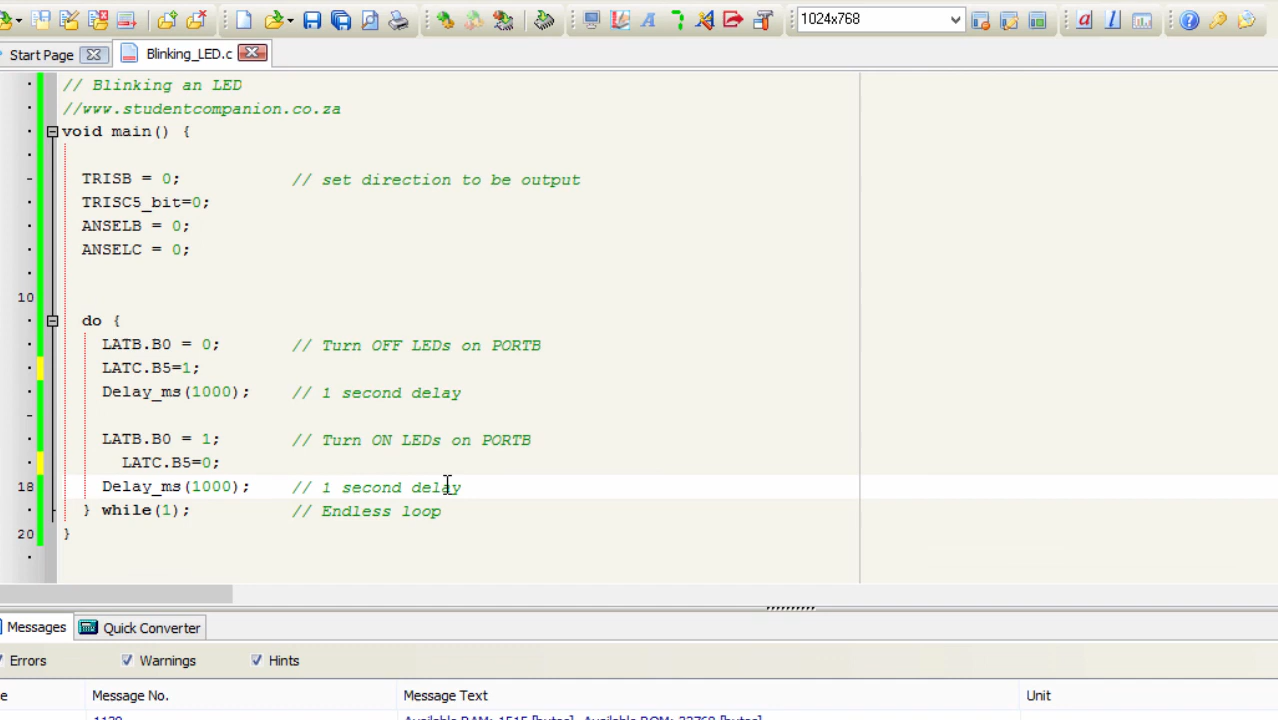 1024x768
Start Page
Blinking_LED.c
// Blinking an LED
//www.studentcompanion.co.za
void main() {
TRISB = 0; // set direction to be output
TRISC5_bit=0;
ANSELB = 0;
ANSELC = 0;
10
do {
LATB.B0 = 0; // Turn OFF LEDs on PORTB
LATC.B5=1;
Delay_ms(1000); // 1 second delay
LATB.B0 = 1; // Turn ON LEDs on PORTB
LATC.B5=0;
18 Delay_ms(1000); // 1 second delay
} while(1); // Endless loop
20 }
Messages Quick Converter
Errors Warnings Hints
Message No. Message Text Unit